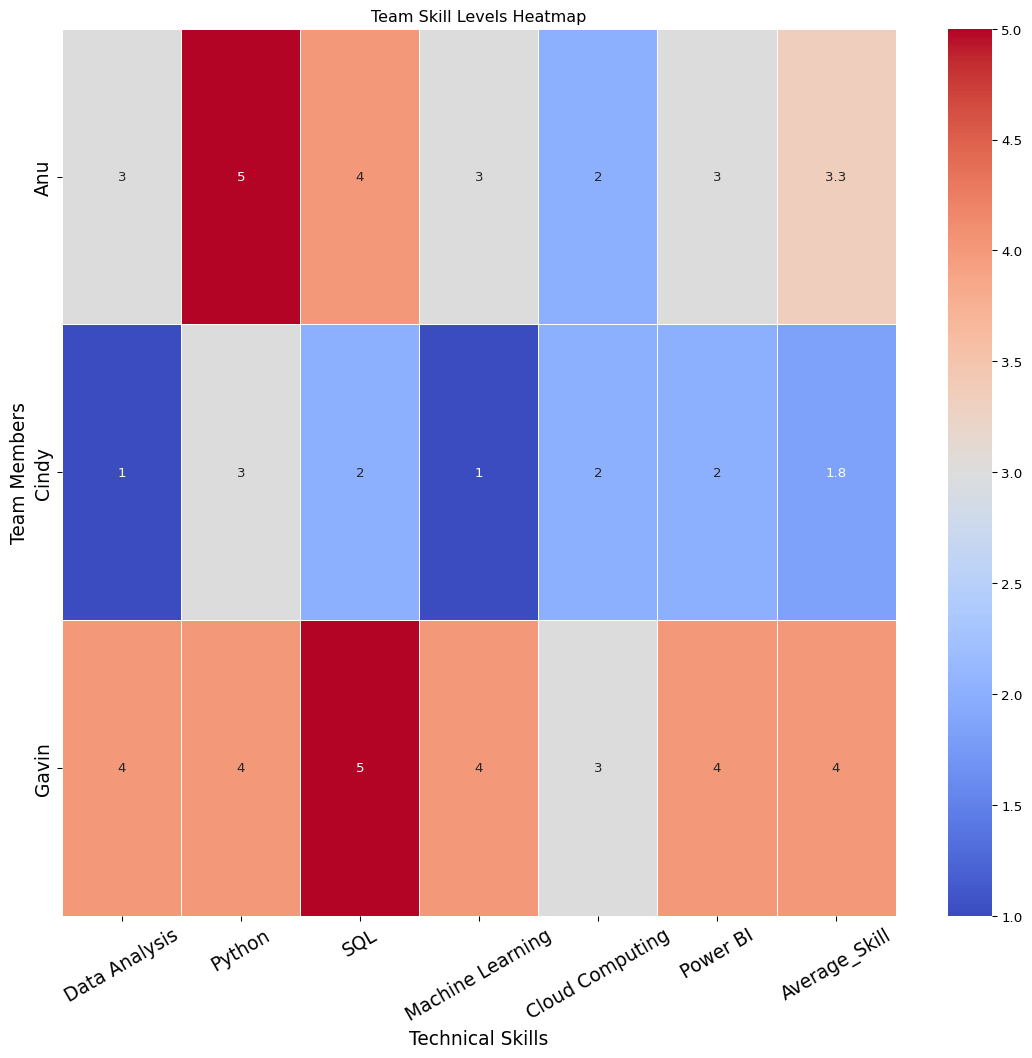 Team Skill Levels Heatmap
Team Members
Anu
3 5 4 3 2 3 3.3
Cindy
1 3 2 1 2 2 1.8
Gavin
4 4 5 4 3 4 4
Data Analysis Python SQL Machine Learning Cloud Computing Power BI Average_Skill
Technical Skills
5.0
4.5
4.0
3.5
3.0
2.5
2.0
1.5
1.0